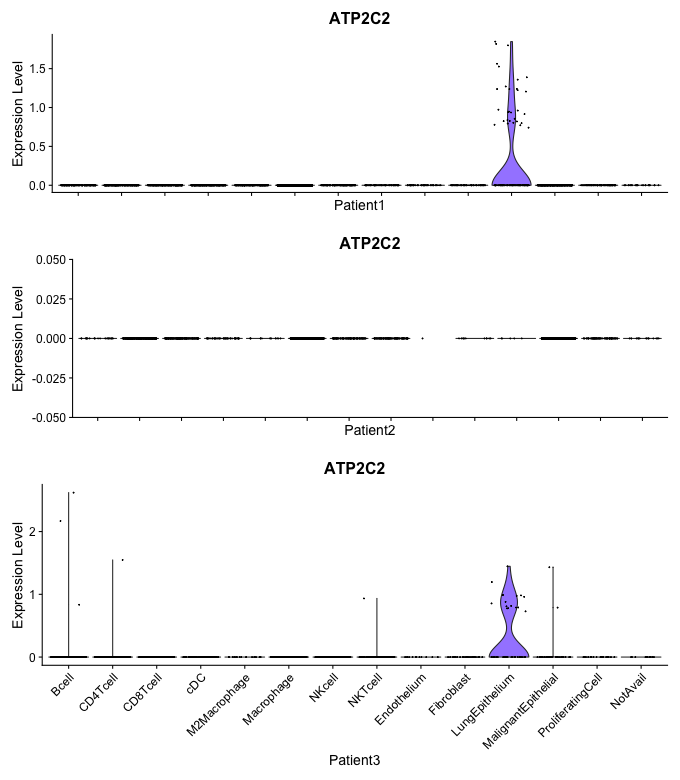 ATP2C2
Expression Level
1.5
1.0
0.5
0.0
Patient1
ATP2C2
Expression Level
0.050
0.025
0.000
-0.025
-0.050
Patient2
ATP2C2
Expression Level
2
1
0
Bcell
CD4Tcell
CD8Tcell
cDC
M2Macrophage
Macrophage
NKcell
NKTcell
Endothelium
Fibroblast
LungEpithelium
MalignantEpithelial
ProliferatingCell
NotAvail
Patient3